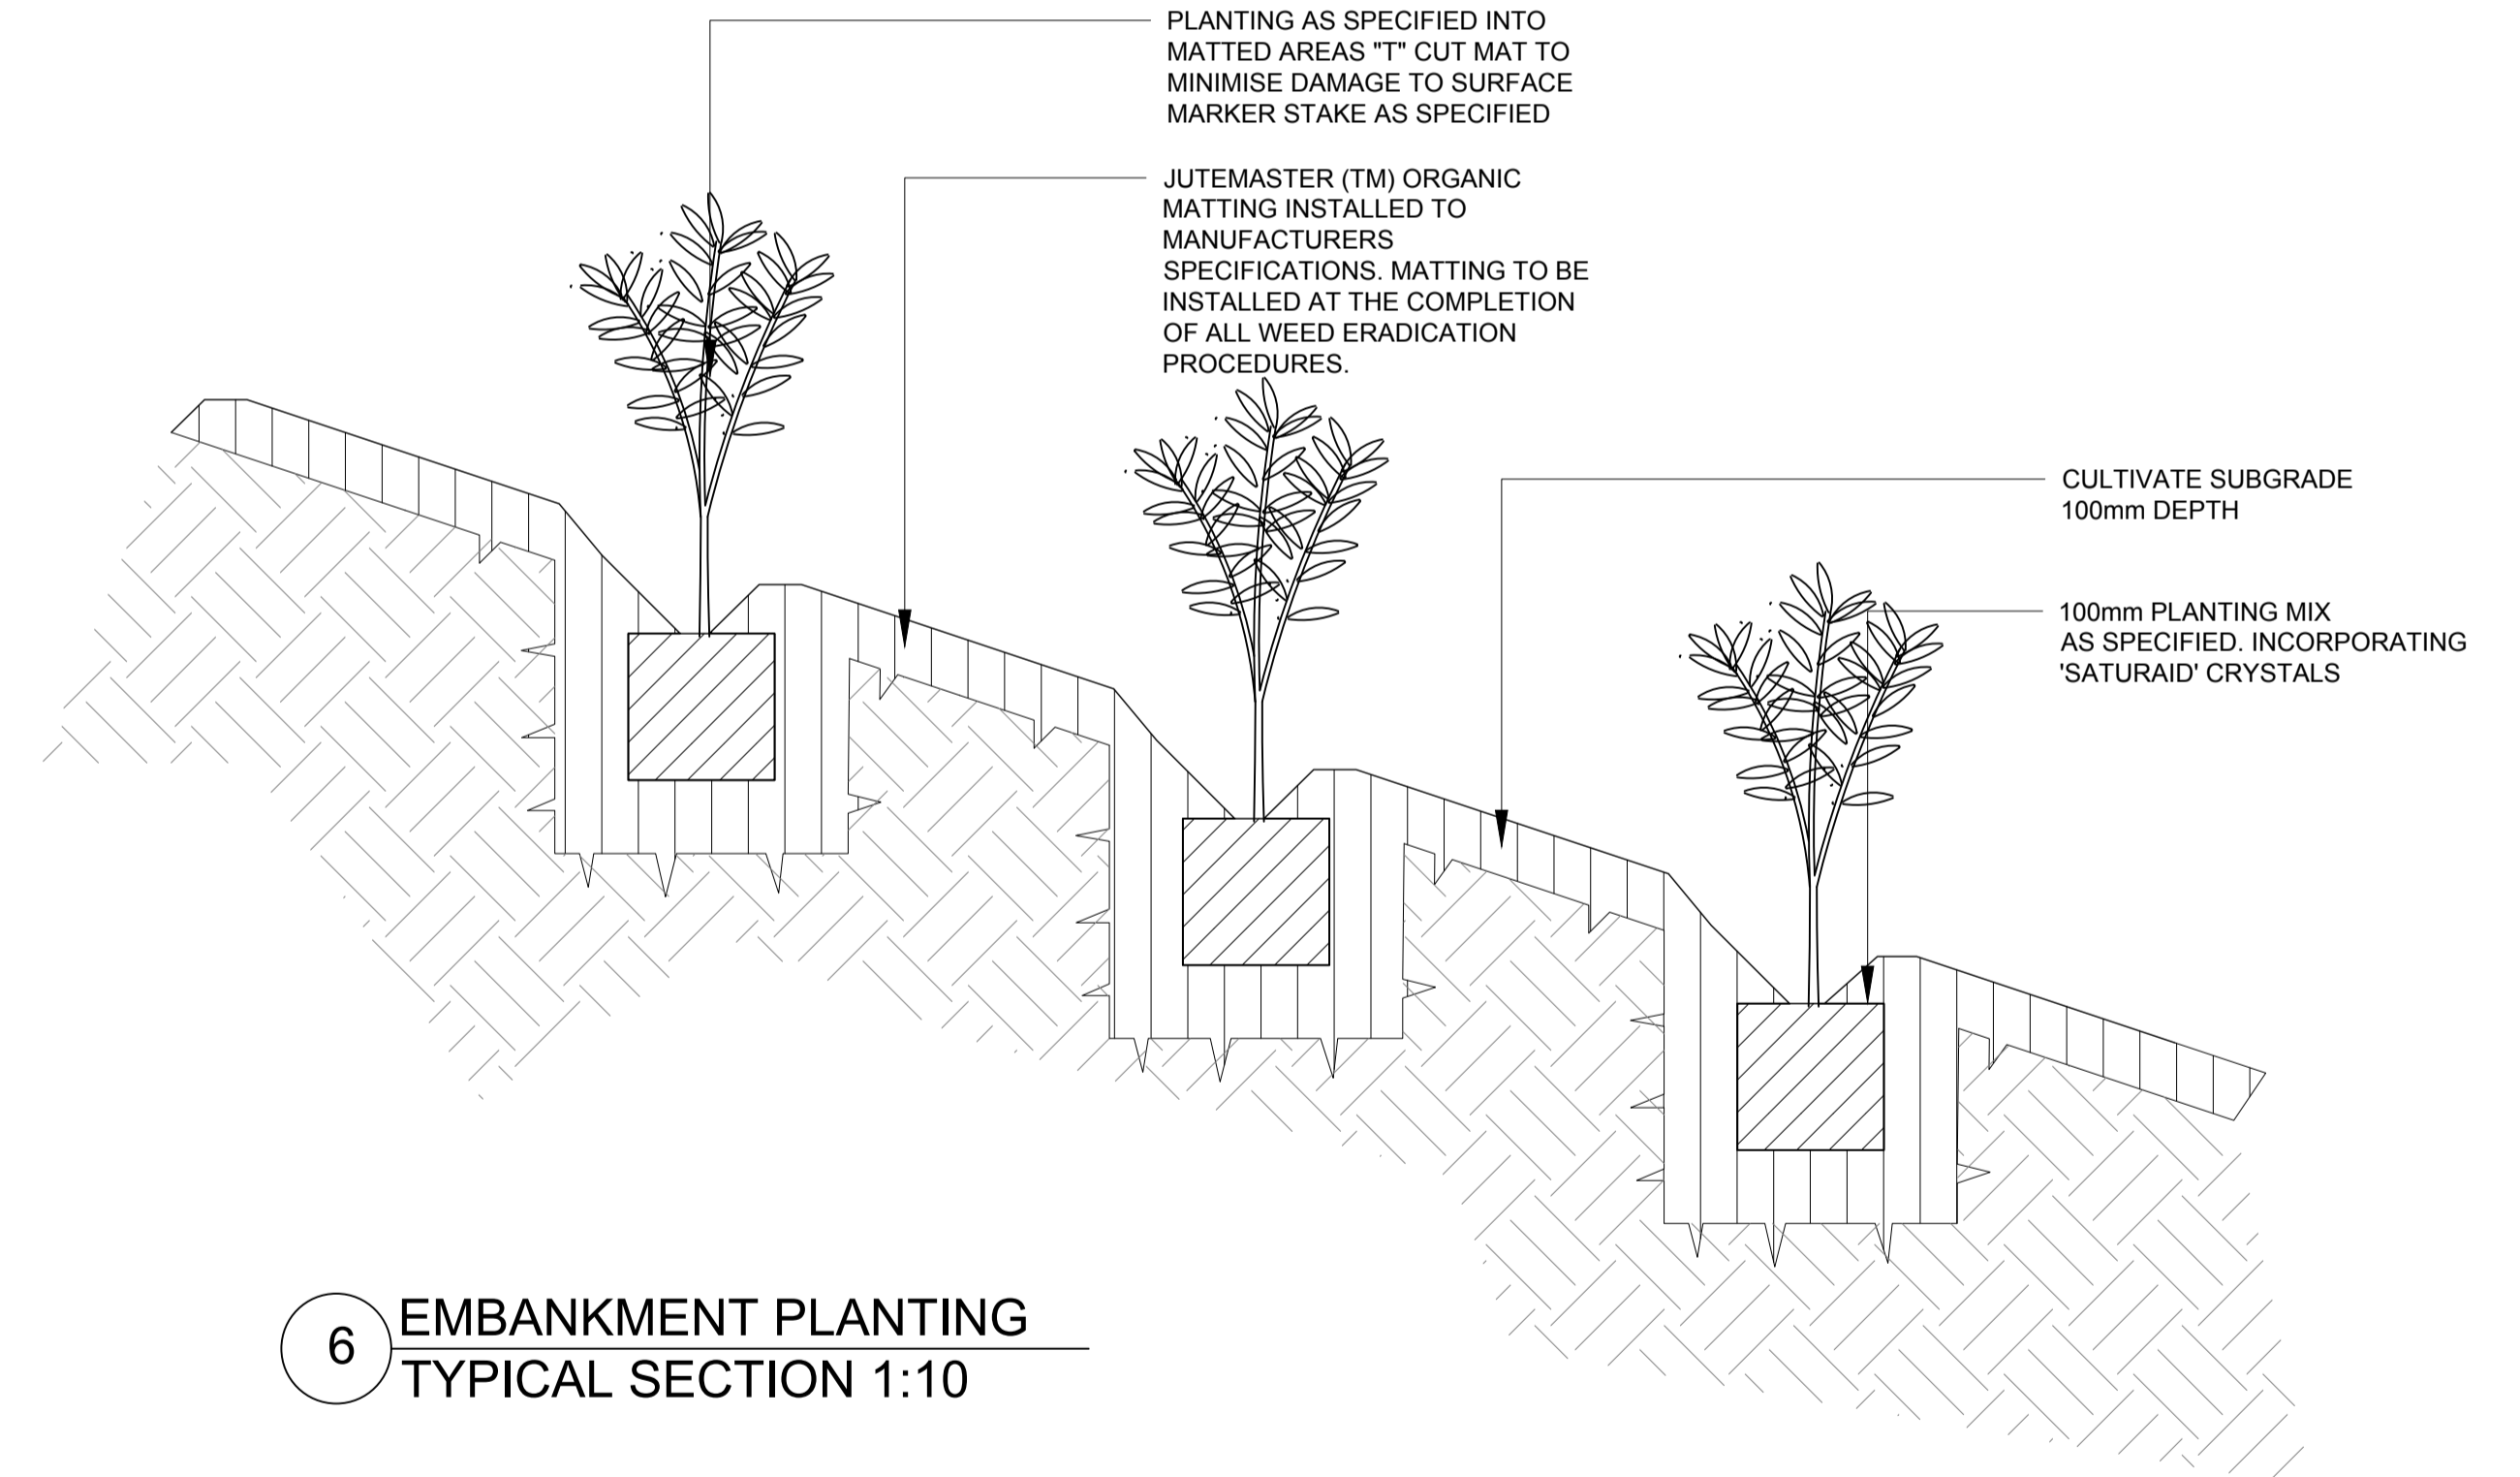 PLANTING AS SPECIFIED INTO
MATTED AREAS "T" CUT MAT TO
MINIMISE DAMAGE TO SURFACE
MARKER STAKE AS SPECIFIED
JUTEMASTER (TM) ORGANIC
MATTING INSTALLED TO
MANUFACTURERS
SPECIFICATIONS. MATTING TO BE
INSTALLED AT THE COMPLETION
OF ALL WEED ERADICATION
PROCEDURES.
CULTIVATE SUBGRADE
100mm DEPTH
100mm PLANTING MIX
AS SPECIFIED. INCORPORATING
'SATURAID' CRYSTALS
6
EMBANKMENT PLANTING
TYPICAL SECTION 1:10